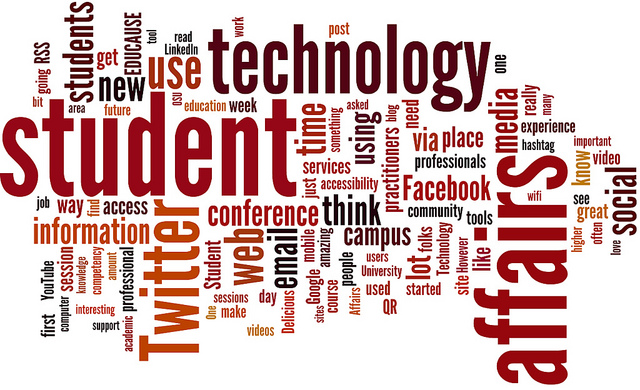 students
EDUCAUSE
RSS
going
bit
area
get
new
future
tool
read
LinkedIn
use
osu
education
week
work
technology
post
one
student
time
something
asked
using
blog
practitioners
need
via
place
professionals
media
really
many
experience
hashtag
important
know
video
services
just
accessibility
Facebook
community
tools
affairs
wifi
see
great
higher
often
social
love
job
way
find
access
information
Twitter
conference
think
campus
web
email
mobile
amazing
Student
people
users
University
lot
folks
Technology
site
However
like
first
YouTube
computer
session
knowledge
competency
amount
professional
interesting
support
academic
One
sessions
make
day
videos
Delicious
Google
sites
course
Affairs
used
QR
started